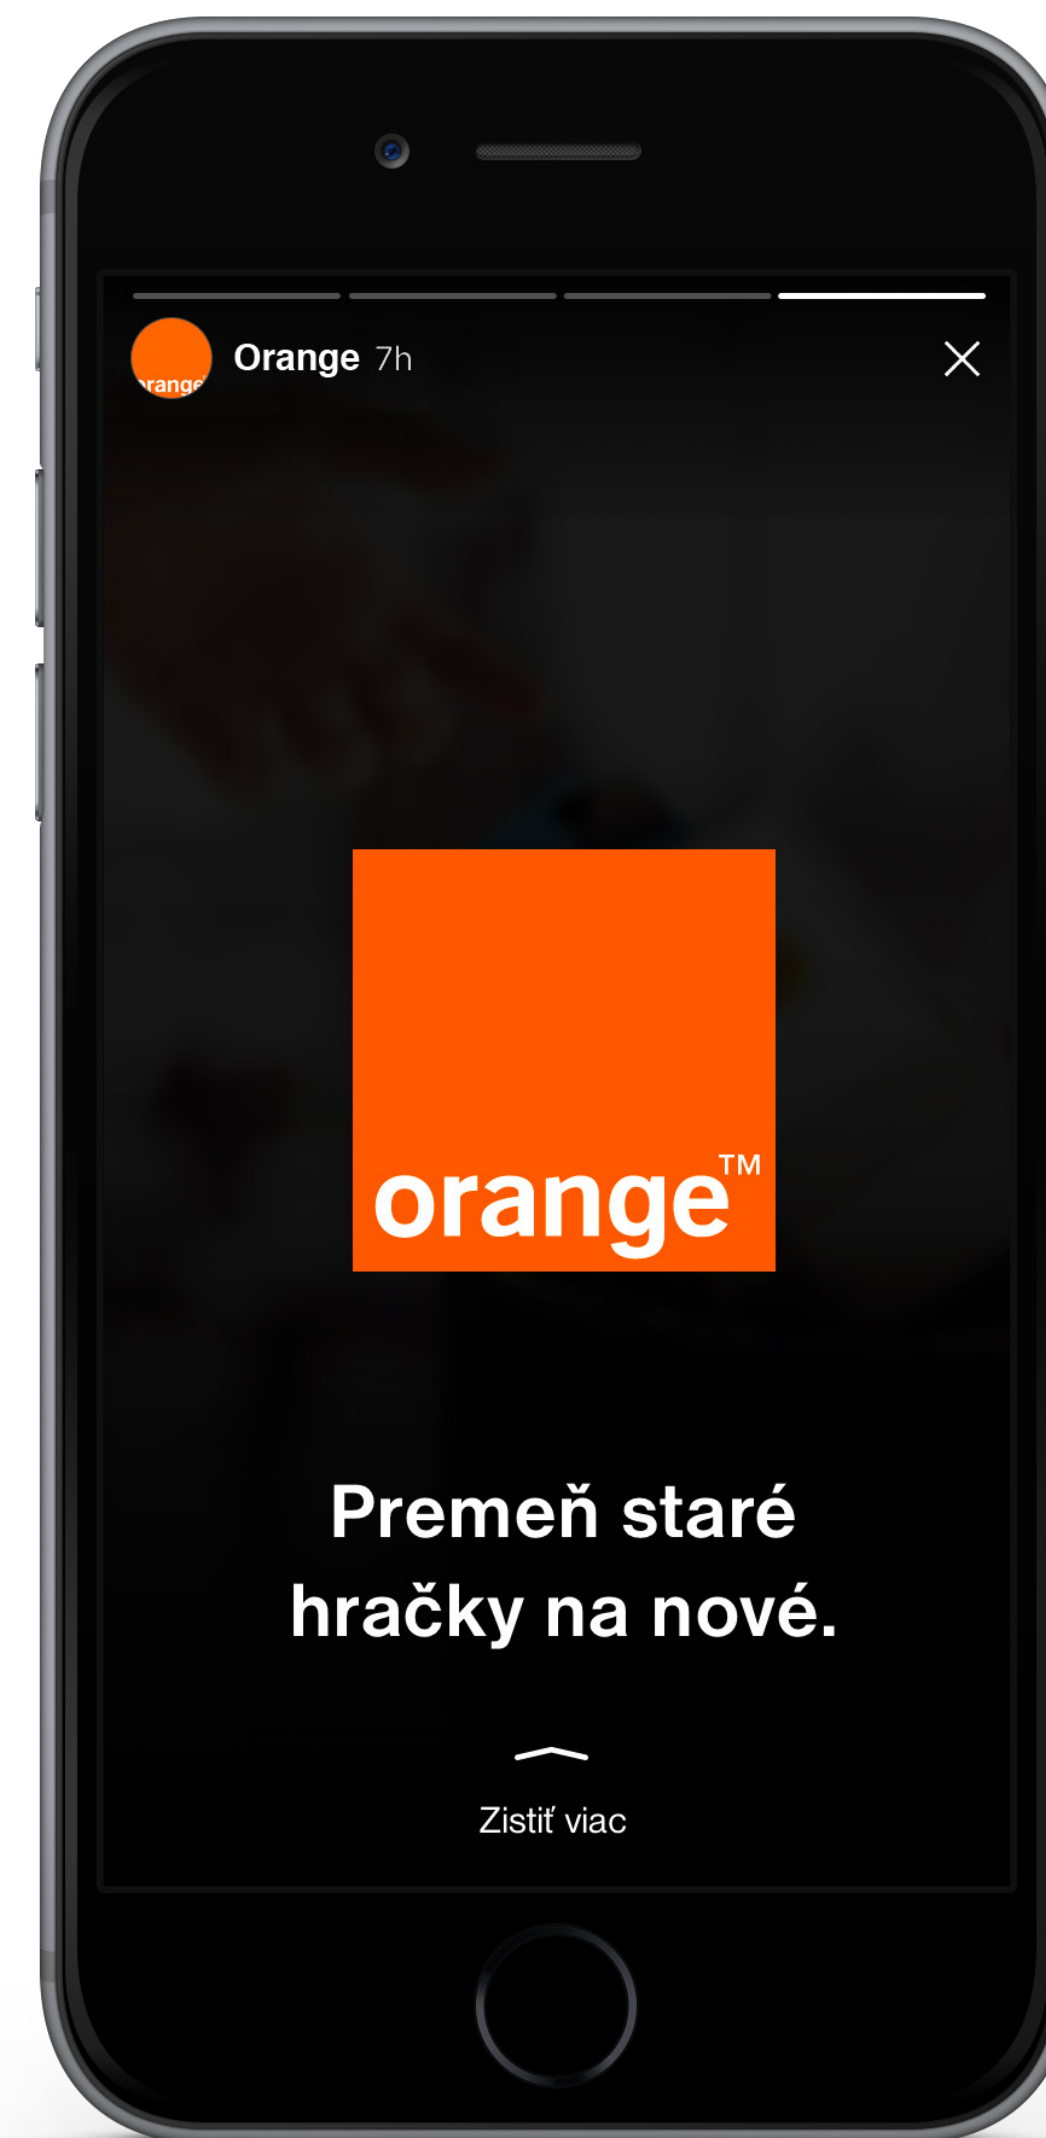 Orange 7h
orange
orange™
Premeň staré
hračky na nové.
Zistiť viac